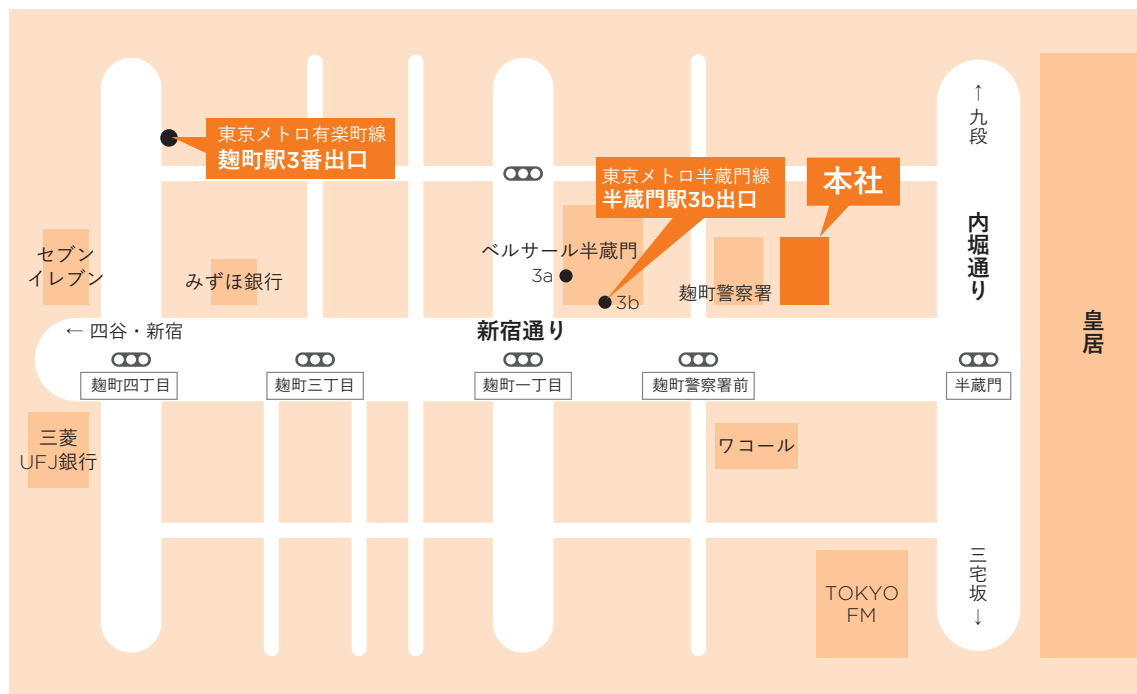 東京メトロ有楽町線
麹町駅3番出口
東京メトロ半蔵門線
半蔵門駅3b出口
本社
↑
九段
内堀通り
皇居
セブン
イレブン
みずほ銀行
ベルサール半蔵門
3a
3b
麹町警察署
← 四谷・新宿
新宿通り
麹町四丁目
麹町三丁目
麹町一丁目
麹町警察署前
半蔵門
三菱
UFJ銀行
ワコール
TOKYO
FM
三宅坂
↓